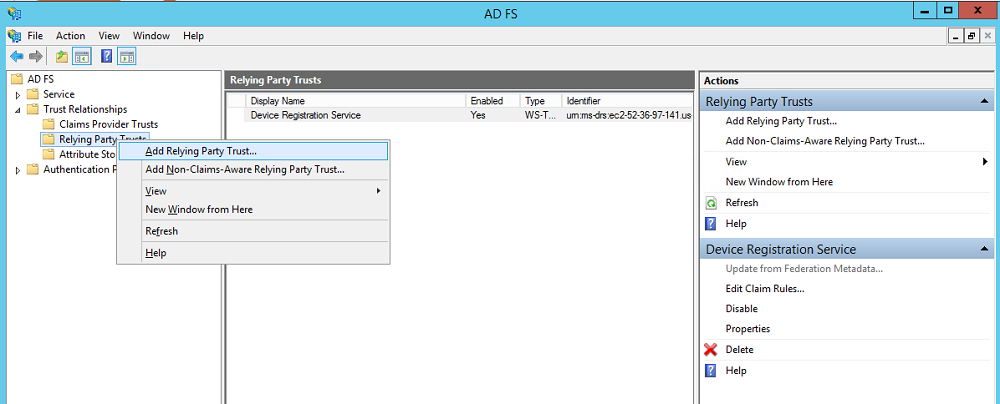 AD FS
File Action View Window Help
AD FS
Service
Trust Relationships
Claims Provider Trusts
Relying Party Trusts
Attribute Sto
Authentication P
Add Relying Party Trust...
Add Non-Claims-Aware Relying Party Trust...
View
New Window from Here
Refresh
Help
Relying Party Trusts
Display Name Enabled Type Identifier
Device Registration Service Yes WS-T... urn:ms-drs:ec2-52-36-97-141.us
Actions
Relying Party Trusts
Add Relying Party Trust...
Add Non-Claims-Aware Relying Party Trust...
View
New Window from Here
Refresh
Help
Device Registration Service
Update from Federation Metadata...
Edit Claim Rules...
Disable
Properties
Delete
Help